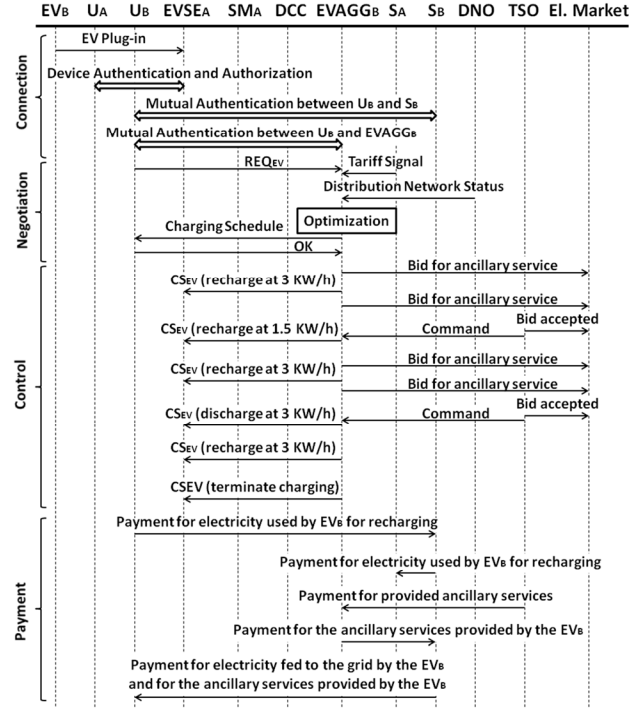 EVB UA UB EVSEA SMA DCC EVAGGB SA SB DNO TSO El. Market
Connection
EV Plug-in
Device Authentication and Authorization
Mutual Authentication between UB and SB
Mutual Authentication between UB and EVAGGB
Negotiation
REQEV
Tariff Signal
Distribution Network Status
Optimization
Charging Schedule
OK
Control
Bid for ancillary service
CSEV (recharge at 3 KW/h)
Bid for ancillary service
Bid accepted
CSEV (recharge at 1.5 KW/h)
Command
Bid for ancillary service
CSEV (recharge at 3 KW/h)
Bid for ancillary service
Bid accepted
CSEV (discharge at 3 KW/h)
Command
CSEV (recharge at 3 KW/h)
CSEV (terminate charging)
Payment
Payment for electricity used by EVB for recharging
Payment for electricity used by EVB for recharging
Payment for provided ancillary services
Payment for the ancillary services provided by the EVB
Payment for electricity fed to the grid by the EVB
and for the ancillary services provided by the EVB